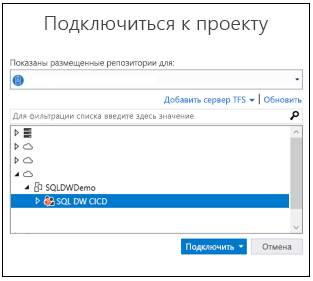 Подключиться к проекту
Показаны размещенные репозитории для:
Добавить сервер TFS | Обновить
Для фильтрации списка введите здесь значение
SQLDWDemo
SQL DW CICD
Подключить
Отмена